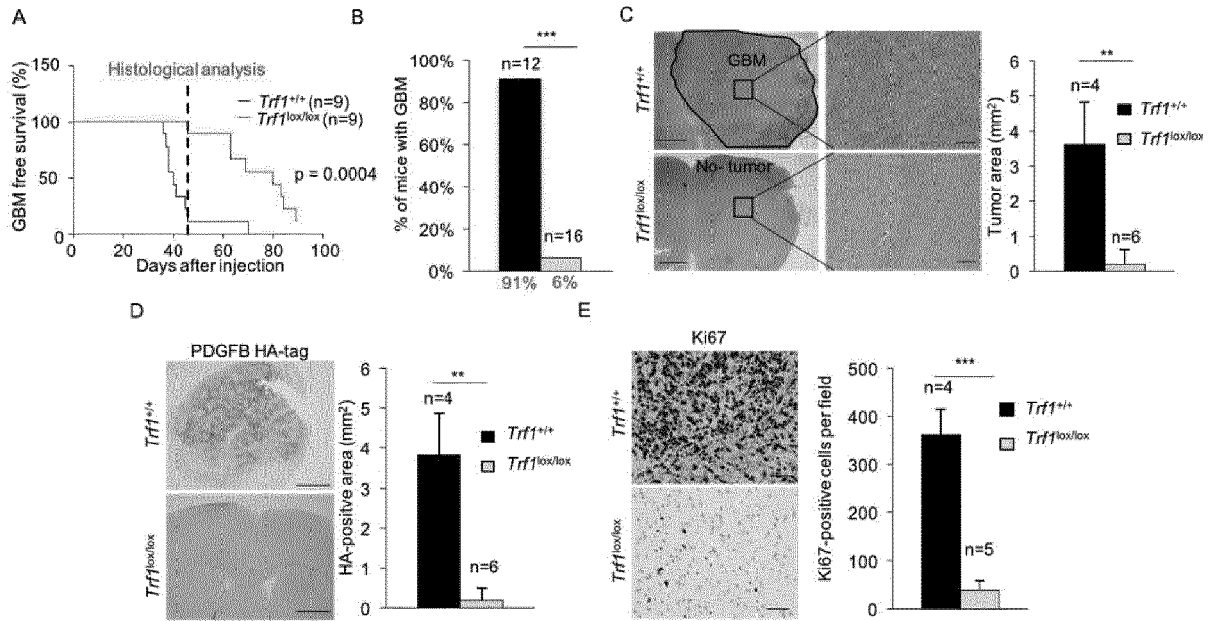 A
GBM free survival (%)
150
100
50
0
0 20 40 60 80 100
Days after injection
Histological analysis
Trf1+/+ (n=9)
Trf1lox/lox (n=9)
p = 0.0004
B
% of mice with GBM
100%
80%
60%
40%
20%
0%
***
n=12
n=16
91% 6%
C
Trf1+/+
Trf1lox/lox
GBM
No- tumor
Tumor area (mm²)
6
5
4
3
2
1
0
**
n=4
n=6
Trf1+/+
Trf1lox/lox
D
PDGFB HA-tag
Trf1+/+
Trf1lox/lox
HA-positve area (mm²)
6
5
4
3
2
1
0
**
n=4
n=6
Trf1+/+
Trf1lox/lox
E
Ki67
Trf1+/+
Trf1lox/lox
Ki67-positive cells per field
500
400
300
200
100
0
***
n=4
n=5
Trf1+/+
Trf1lox/lox